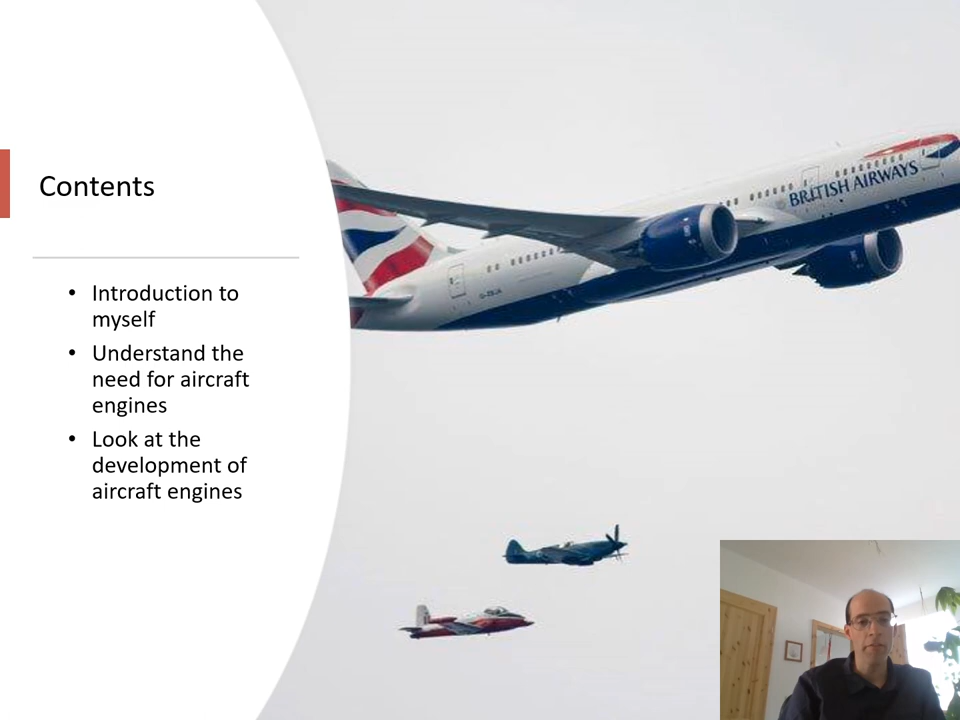 Contents
• Introduction to
myself
• Understand the
need for aircraft
engines
• Look at the
development of
aircraft engines
BRITISH AIRWAYS